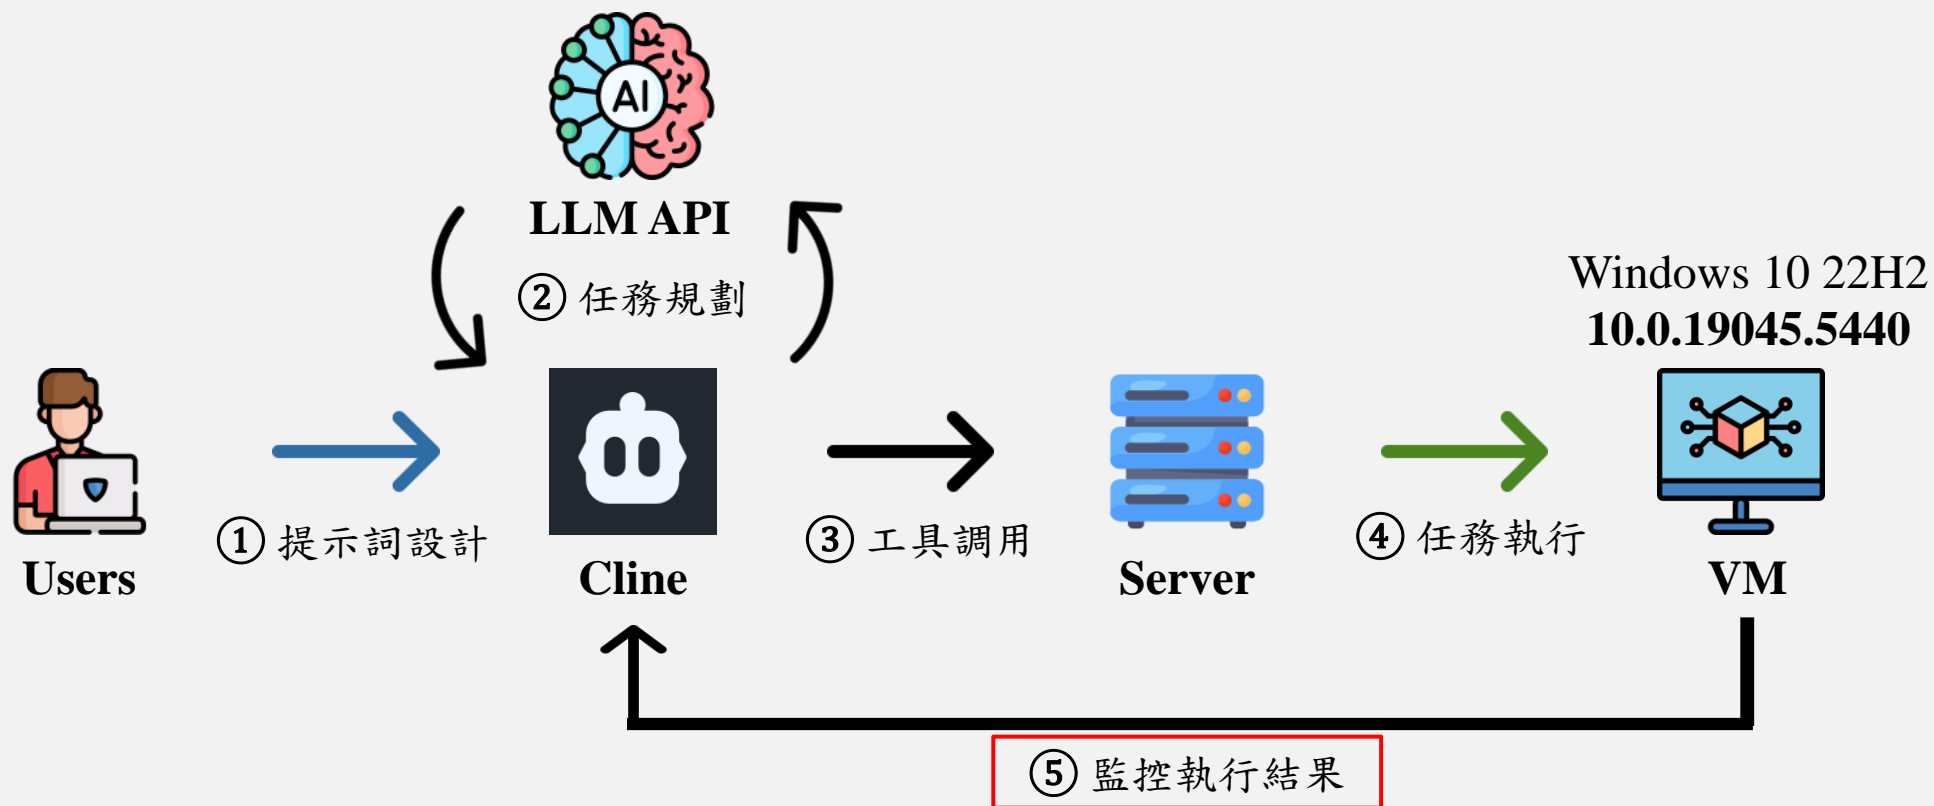 AI
LLM API
② 任務規劃
Windows 10 22H2
10.0.19045.5440
① 提示詞設計
③ 工具調用
④ 任務執行
Users
Cline
Server
VM
⑤ 監控執行結果